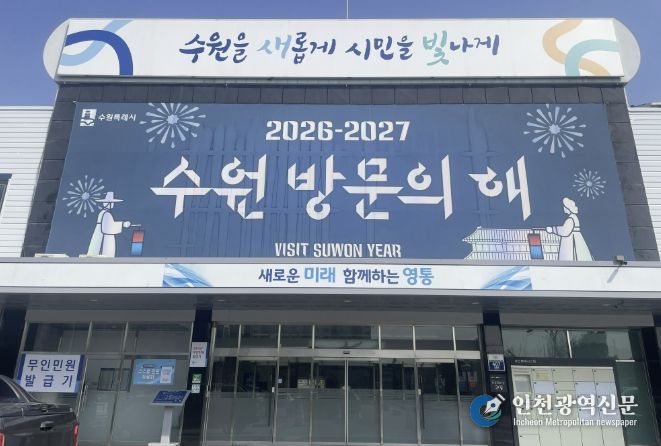 수원을 새롭게 시민을 빛나게
수원특례시
2026-2027
수원 방문의 해
VISIT SUWON YEAR
새로운 미래 함께하는 영통
무인민원
발급기
인천광역신문
Incheon Metropolitan newspaper